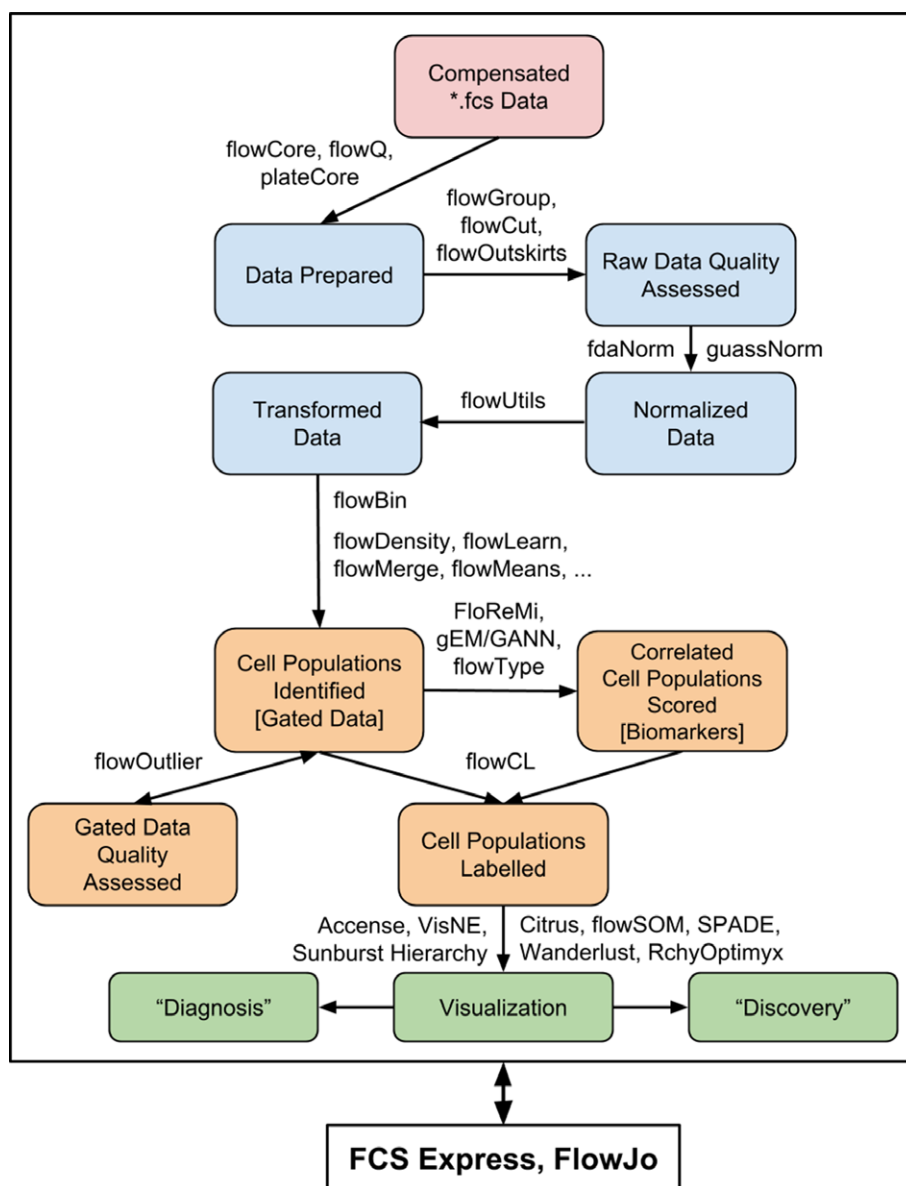 Compensated
*.fcs Data
flowCore, flowQ,
plateCore
flowGroup,
flowCut,
flowOutskirts
Data Prepared
Raw Data Quality
Assessed
fdaNorm
guassNorm
Transformed
Data
flowUtils
Normalized
Data
flowBin
flowDensity, flowLearn,
flowMerge, flowMeans, ...
Cell Populations
Identified
[Gated Data]
FloReMi,
gEM/GANN,
flowType
Correlated
Cell Populations
Scored
[Biomarkers]
flowOutlier
flowCL
Gated Data
Quality
Assessed
Cell Populations
Labelled
Accense, VisNE,
Sunburst Hierarchy
Citrus, flowSOM, SPADE,
Wanderlust, RchyOptimyx
“Diagnosis”
Visualization
“Discovery”
FCS Express, FlowJo